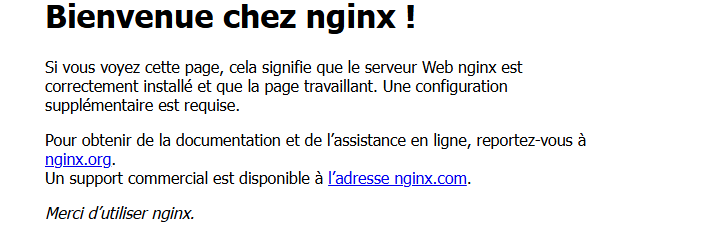 Bienvenue chez nginx !
Si vous voyez cette page, cela signifie que le serveur Web nginx est
correctement installé et que la page travaillant. Une configuration
supplémentaire est requise.
Pour obtenir de la documentation et de l’assistance en ligne, reportez-vous à
nginx.org.
Un support commercial est disponible à l’adresse nginx.com.
Merci d’utiliser nginx.